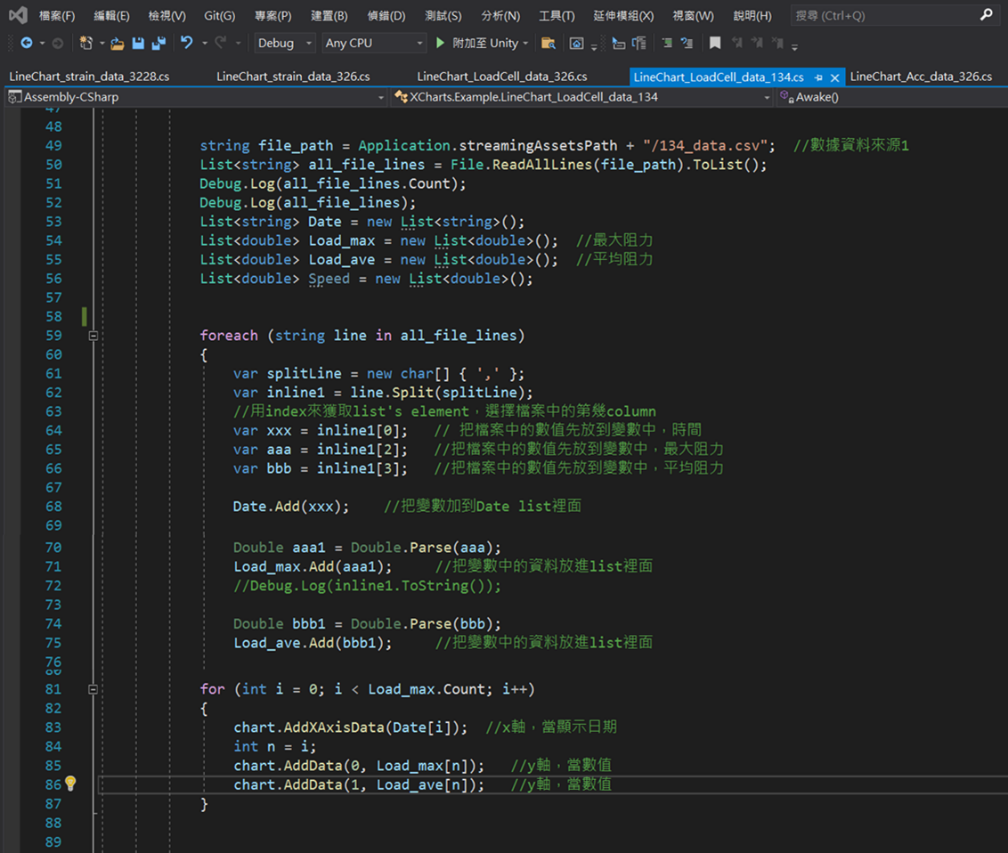 檔案(F) 編輯(E) 檢視(V) Git(G) 專案(P) 建置(B) 偵錯(D) 測試(S) 分析(N) 工具(T) 延伸模組(X) 視窗(W) 說明(H) 搜尋 (Ctrl+Q)
Debug Any CPU 附加至 Unity
LineChart_strain_data_3228.cs LineChart_strain_data_326.cs LineChart_LoadCell_data_326.cs LineChart_LoadCell_data_134.cs LineChart_Acc_data_326.cs
Assembly-CSharp XCharts.Example.LineChart_LoadCell_data_134 Awake()
47
48
49 string file_path = Application.streamingAssetsPath + "/134_data.csv"; //數據資料來源1
50 List<string> all_file_lines = File.ReadAllLines(file_path).ToList();
51 Debug.Log(all_file_lines.Count);
52 Debug.Log(all_file_lines);
53 List<string> Date = new List<string>();
54 List<double> Load_max = new List<double>(); //最大阻力
55 List<double> Load_ave = new List<double>(); //平均阻力
56 List<double> Speed = new List<double>();
57
58
59 foreach (string line in all_file_lines)
60 {
61 var splitLine = new char[] { ',' };
62 var inline1 = line.Split(splitLine);
63 //用index來獲取list's element，選擇檔案中的第幾column
64 var xxx = inline1[0]; // 把檔案中的數值先放到變數中，時間
65 var aaa = inline1[2]; //把檔案中的數值先放到變數中，最大阻力
66 var bbb = inline1[3]; //把檔案中的數值先放到變數中，平均阻力
67
68 Date.Add(xxx); //把變數加到Date list裡面
69
70 Double aaa1 = Double.Parse(aaa);
71 Load_max.Add(aaa1); //把變數中的資料放進list裡面
72 //Debug.Log(inline1.ToString());
73
74 Double bbb1 = Double.Parse(bbb);
75 Load_ave.Add(bbb1); //把變數中的資料放進list裡面
76
81 for (int i = 0; i < Load_max.Count; i++)
82 {
83 chart.AddXAxisData(Date[i]); //x軸，當顯示日期
84 int n = i;
85 chart.AddData(0, Load_max[n]); //y軸，當數值
86 chart.AddData(1, Load_ave[n]); //y軸，當數值
87 }
88
89